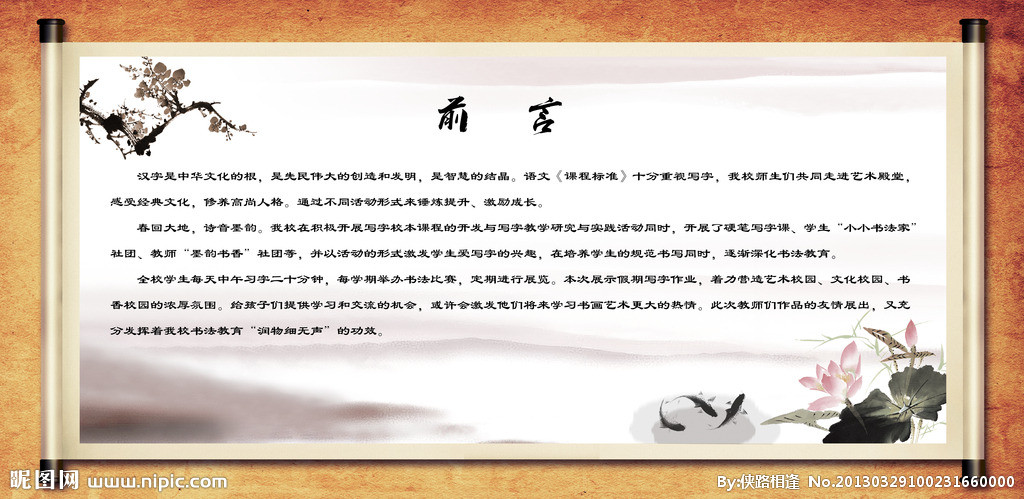 前 言
汉字是中华文化的根，是先民伟大的创造和发明，是智慧的结晶。语文《课程标准》十分重视写字，我校师生们共同走进艺术殿堂，
感受经典文化，修养高尚人格。通过不同活动形式来锤炼提升、激励成长。
春回大地，诗音墨韵。我校在积极开展写字校本课程的开发与写字教学研究与实践活动同时，开展了硬笔写字课、学生“小小书法家”
社团、教师“墨韵书香”社团等，并以活动的形式激发学生爱写字的兴趣，在培养学生的规范书写同时，逐渐深化书法教育。
全校学生每天中午习字二十分钟，每学期举办书法比赛，定期进行展览。本次展示假期写字作业，着力营造艺术校园、文化校园、书
香校园的浓厚氛围。给孩子们提供学习和交流的机会，或许会激发他们将来学习书画艺术更大的热情。此次教师们作品的友情展出，又充
分发挥着我校书法教育“润物细无声”的功效。
昵图网 www.nipic.com
By:侠路相逢 No.20130329100231660000